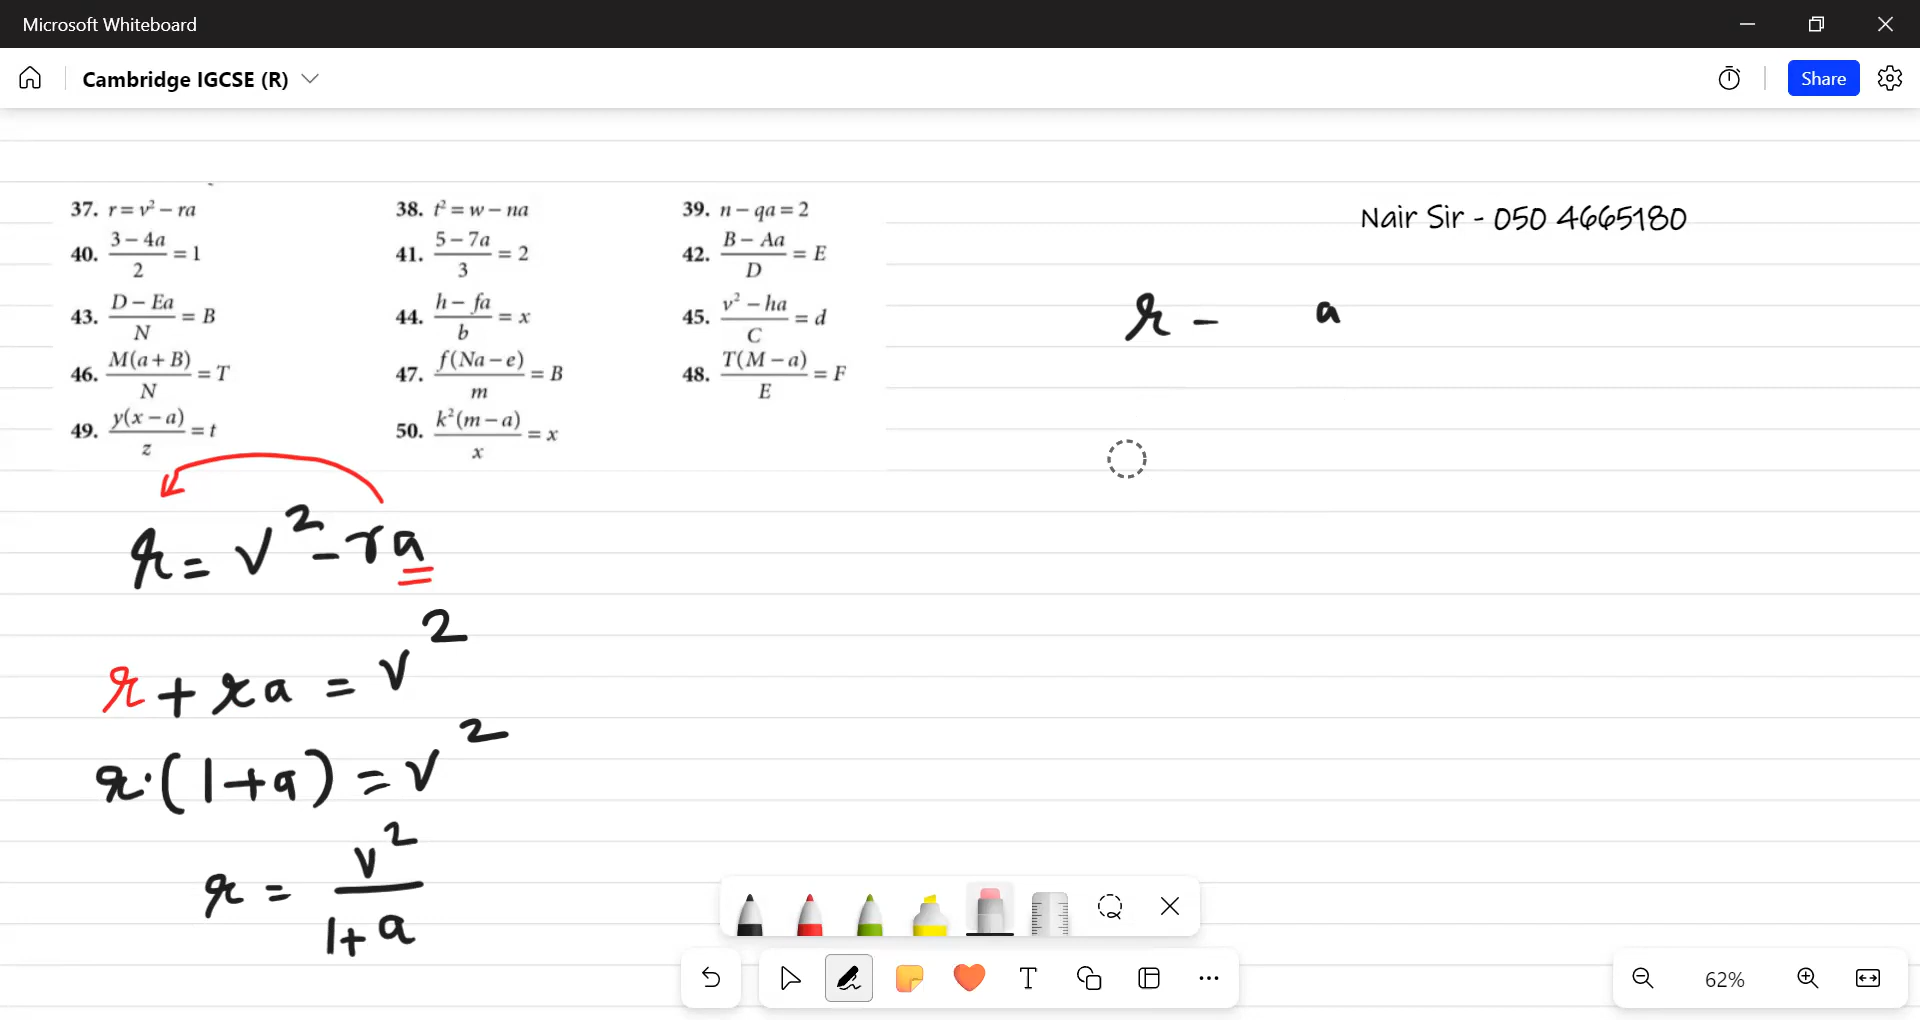 Microsoft Whiteboard
Cambridge IGCSE (R)
Share
37. r = v² – ra
38. t² = w – na
39. n – qa = 2
40. (3 – 4a)/2 = 1
41. (5 – 7a)/3 = 2
42. (B – Aa)/D = E
43. (D – Ea)/N = B
44. (h – fa)/b = x
45. (v² – ha)/C = d
46. M(a + B)/N = T
47. f(Na – e)/m = B
48. T(M – a)/E = F
49. y(x – a)/z = t
50. k²(m – a)/x = x
Nair Sir - 050 4665180
r - a
r = v² - ra
r + ra = v²
r·(1+a) = v²
r = v²/(1+a)
T
62%